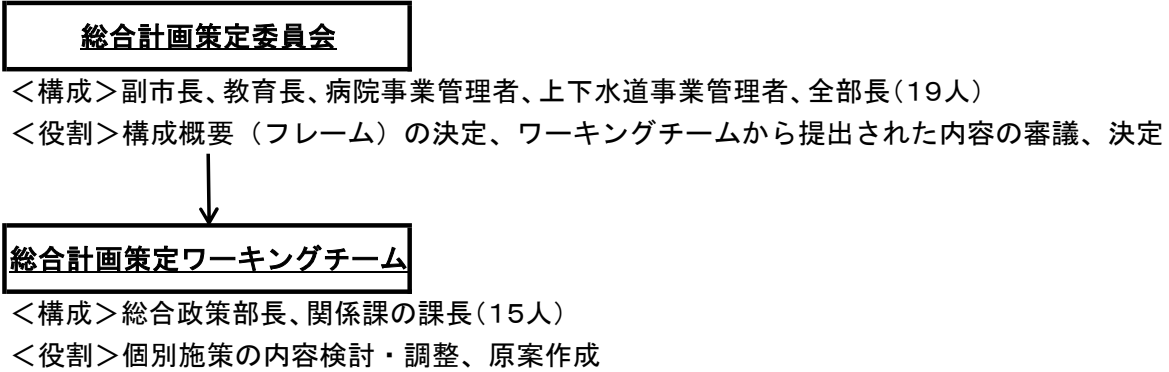 総合計画策定委員会
＜構成＞副市長、教育長、病院事業管理者、上下水道事業管理者、全部長（１９人）
＜役割＞構成概要（フレーム）の決定、ワーキングチームから提出された内容の審議、決定
総合計画策定ワーキングチーム
＜構成＞総合政策部長、関係課の課長（１５人）
＜役割＞個別施策の内容検討・調整、原案作成